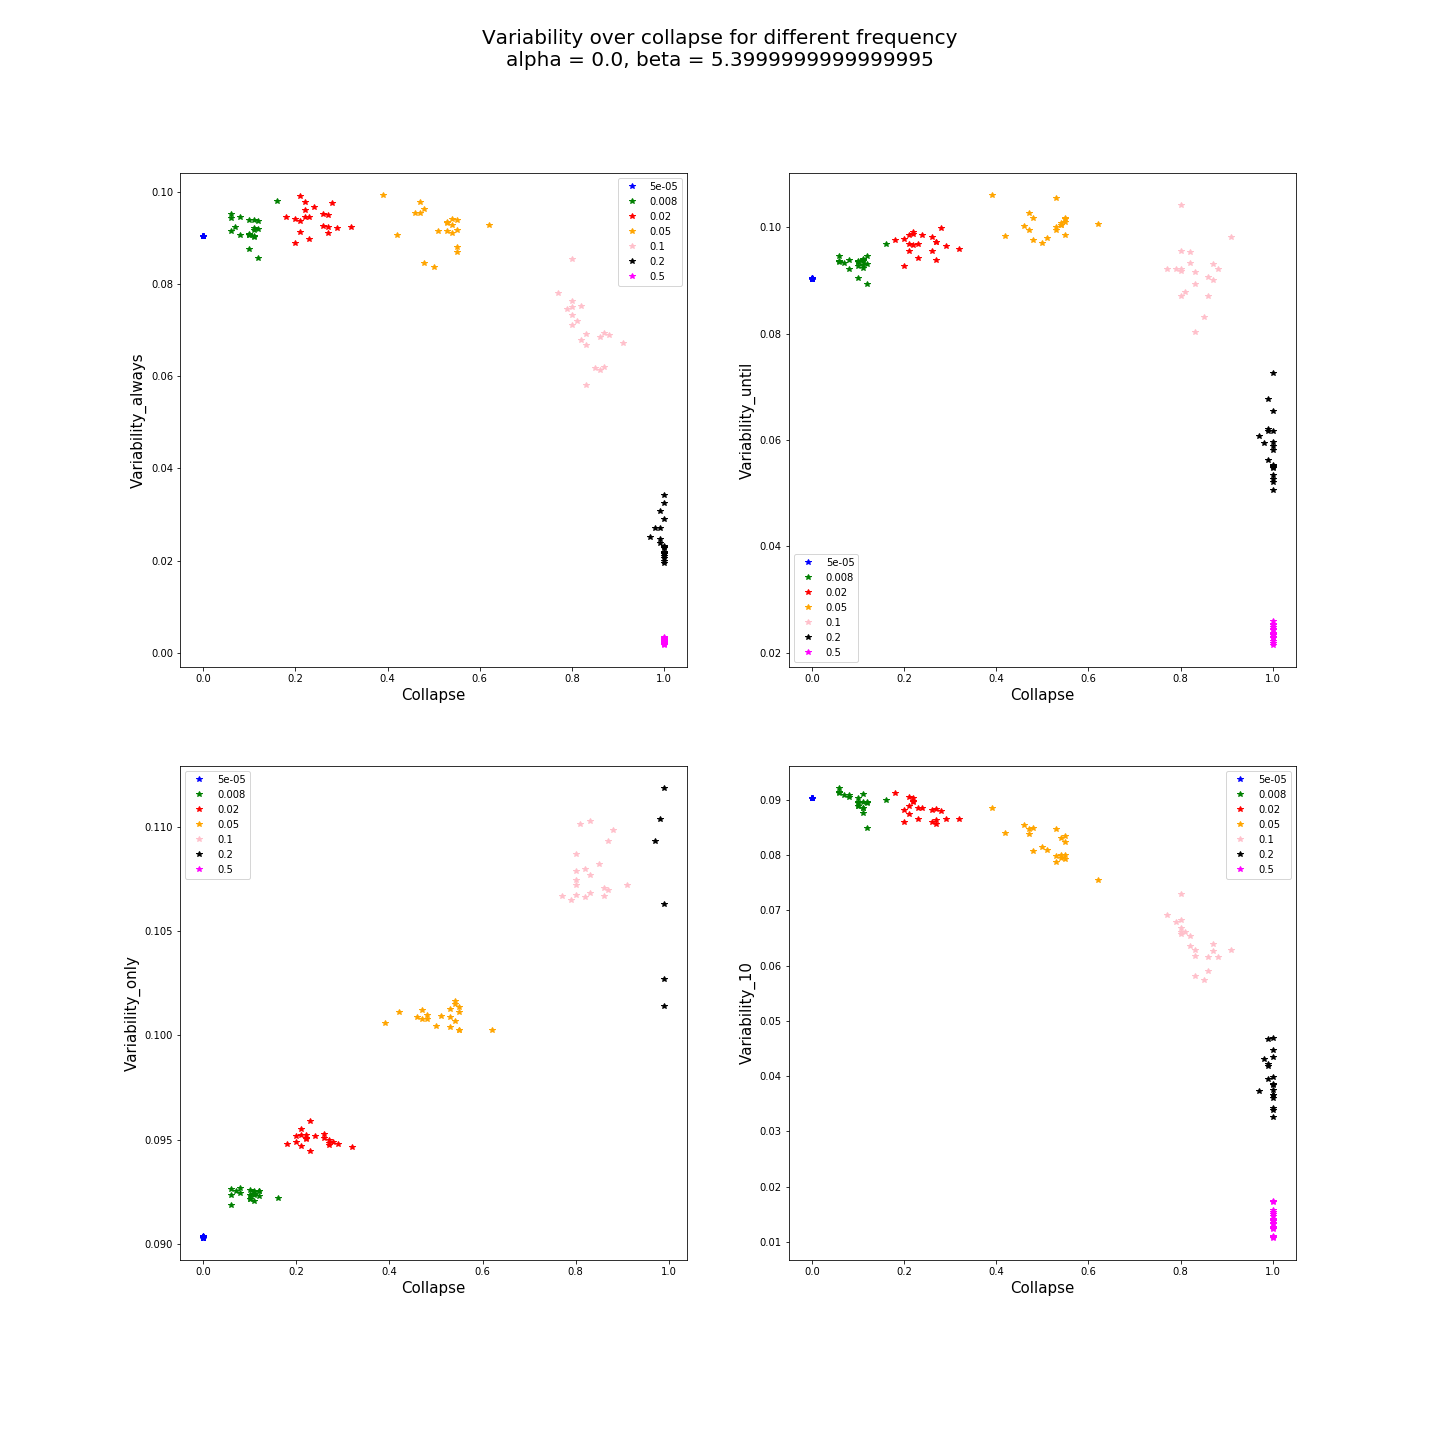 Variability over collapse for different frequency
alpha = 0.0, beta = 5.3999999999999995
5e-05
0.008
0.02
0.05
0.1
0.2
0.5
0.10
0.08
0.06
0.04
0.02
0.00
Variability_always
0.0 0.2 0.4 0.6 0.8 1.0
Collapse
0.10
0.08
0.06
0.04
0.02
Variability_until
5e-05
0.008
0.02
0.05
0.1
0.2
0.5
0.0 0.2 0.4 0.6 0.8 1.0
Collapse
5e-05
0.008
0.02
0.05
0.1
0.2
0.5
0.110
0.105
0.100
0.095
0.090
Variability_only
0.0 0.2 0.4 0.6 0.8 1.0
Collapse
5e-05
0.008
0.02
0.05
0.1
0.2
0.5
0.09
0.08
0.07
0.06
0.05
0.04
0.03
0.02
0.01
Variability_10
0.0 0.2 0.4 0.6 0.8 1.0
Collapse